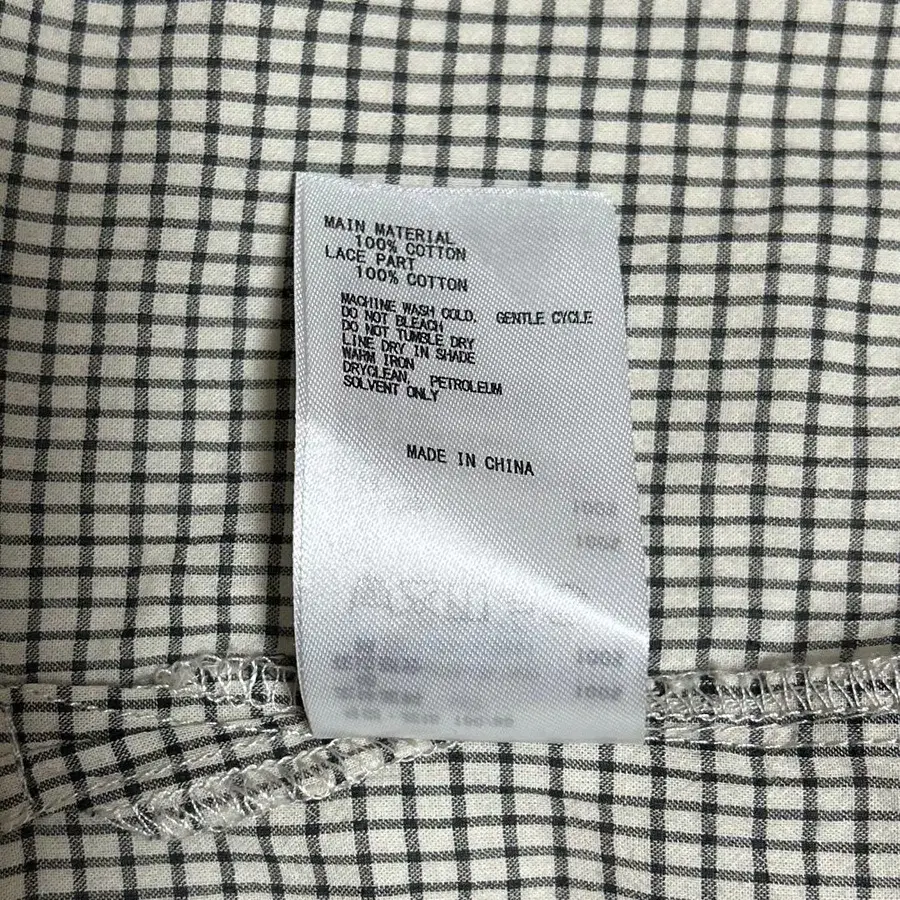 MAIN MATERIAL
100% COTTON
LACE PART
100% COTTON
MACHINE WASH COLD. GENTLE CYCLE
DO NOT BLEACH
DO NOT TUMBLE DRY
LINE DRY IN SHADE
WARM IRON
DRYCLEAN, PETROLEUM
SOLVENT ONLY
MADE IN CHINA